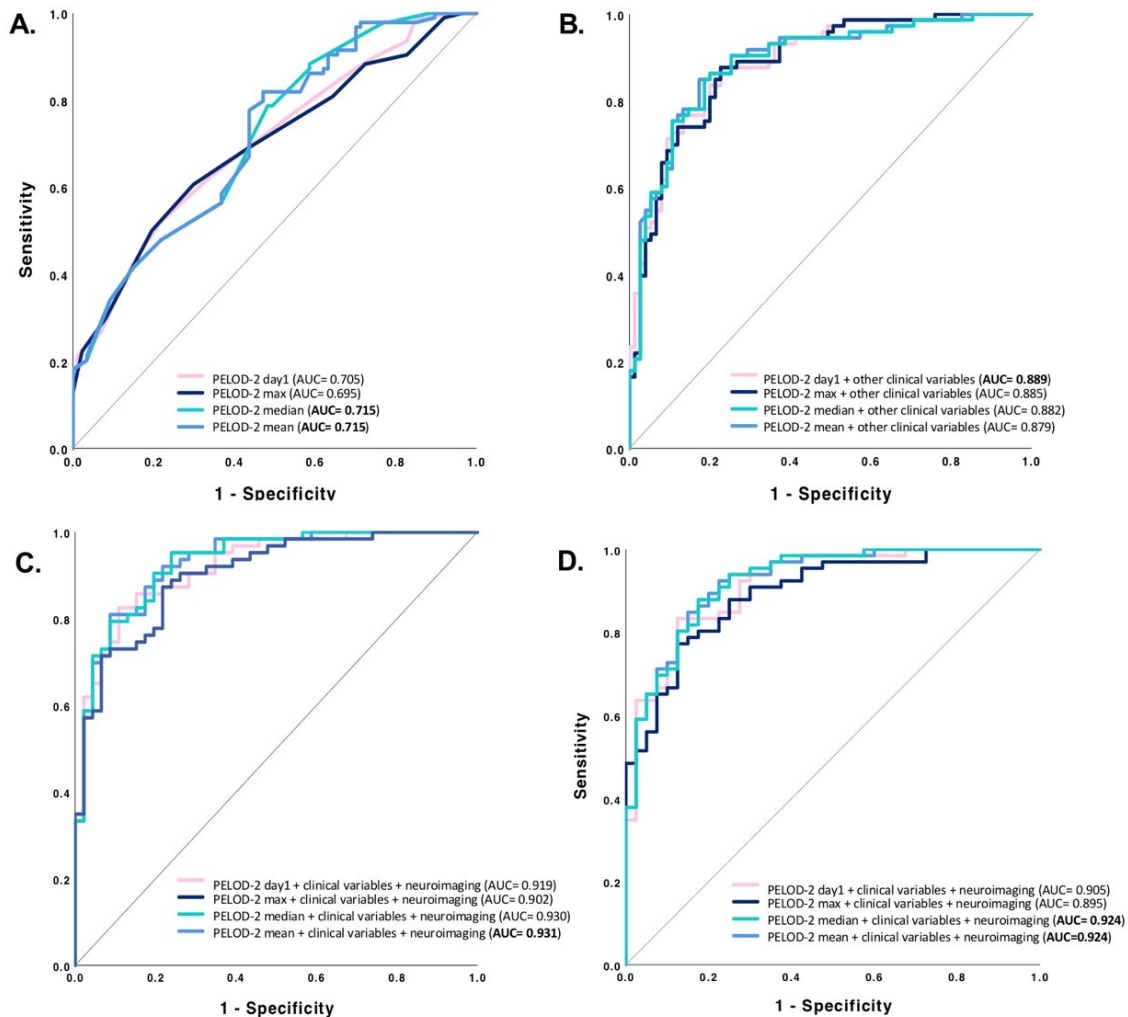 A.
1.0
0.8
0.6
0.4
0.2
0.0
Sensitivity
PELOD-2 day1 (AUC= 0.705)
PELOD-2 max (AUC= 0.695)
PELOD-2 median (AUC= 0.715)
PELOD-2 mean (AUC= 0.715)
0.0 0.2 0.4 0.6 0.8 1.0
1 - Specificity
B.
1.0
0.8
0.6
0.4
0.2
0.0
PELOD-2 day1 + other clinical variables (AUC= 0.889)
PELOD-2 max + other clinical variables (AUC= 0.885)
PELOD-2 median + other clinical variables (AUC= 0.882)
PELOD-2 mean + other clinical variables (AUC= 0.879)
0.0 0.2 0.4 0.6 0.8 1.0
1 - Specificity
C.
1.0
0.8
0.6
0.4
0.2
0.0
PELOD-2 day1 + clinical variables + neuroimaging (AUC= 0.919)
PELOD-2 max + clinical variables + neuroimaging (AUC= 0.902)
PELOD-2 median + clinical variables + neuroimaging (AUC= 0.930)
PELOD-2 mean + clinical variables + neuroimaging (AUC= 0.931)
0.0 0.2 0.4 0.6 0.8 1.0
1 - Specificity
D.
1.0
0.8
0.6
0.4
0.2
0.0
Sensitivity
PELOD-2 day1 + clinical variables + neuroimaging (AUC= 0.905)
PELOD-2 max + clinical variables + neuroimaging (AUC= 0.895)
PELOD-2 median + clinical variables + neuroimaging (AUC= 0.924)
PELOD-2 mean + clinical variables + neuroimaging (AUC=0.924)
0.0 0.2 0.4 0.6 0.8 1.0
1 - Specificity